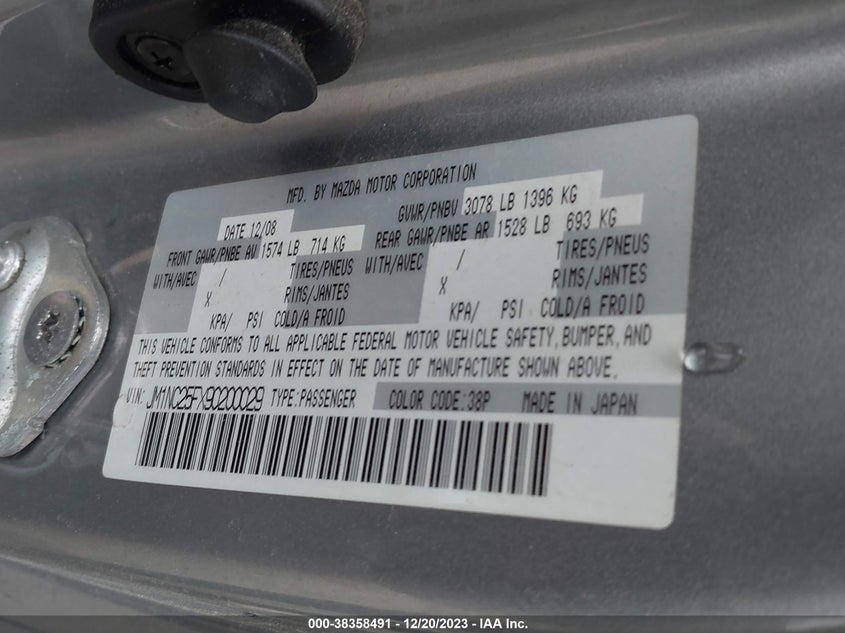 MFD. BY MAZDA MOTOR CORPORATION
DATE 12/08 GVWR/PNBV 3078 LB 1396 KG
FRONT GAWR/PNBE AV 1574 LB 714 KG REAR GAWR/PNBE AR 1528 LB 693 KG
WITH/AVEC / TIRES/PNEUS WITH/AVEC / TIRES/PNEUS
X RIMS/JANTES X RIMS/JANTES
KPA/ PSI COLD/A FROID KPA/ PSI COLD/A FROID
THIS VEHICLE CONFORMS TO ALL APPLICABLE FEDERAL MOTOR VEHICLE SAFETY, BUMPER, AND
THEFT PREVENTION STANDARDS IN EFFECT ON THE DATE OF MANUFACTURE SHOWN ABOVE.
VIN: JM1NC25FX90200029 TYPE:PASSENGER COLOR CODE:38P MADE IN JAPAN
000-38358491 - 12/20/2023 - IAA Inc.